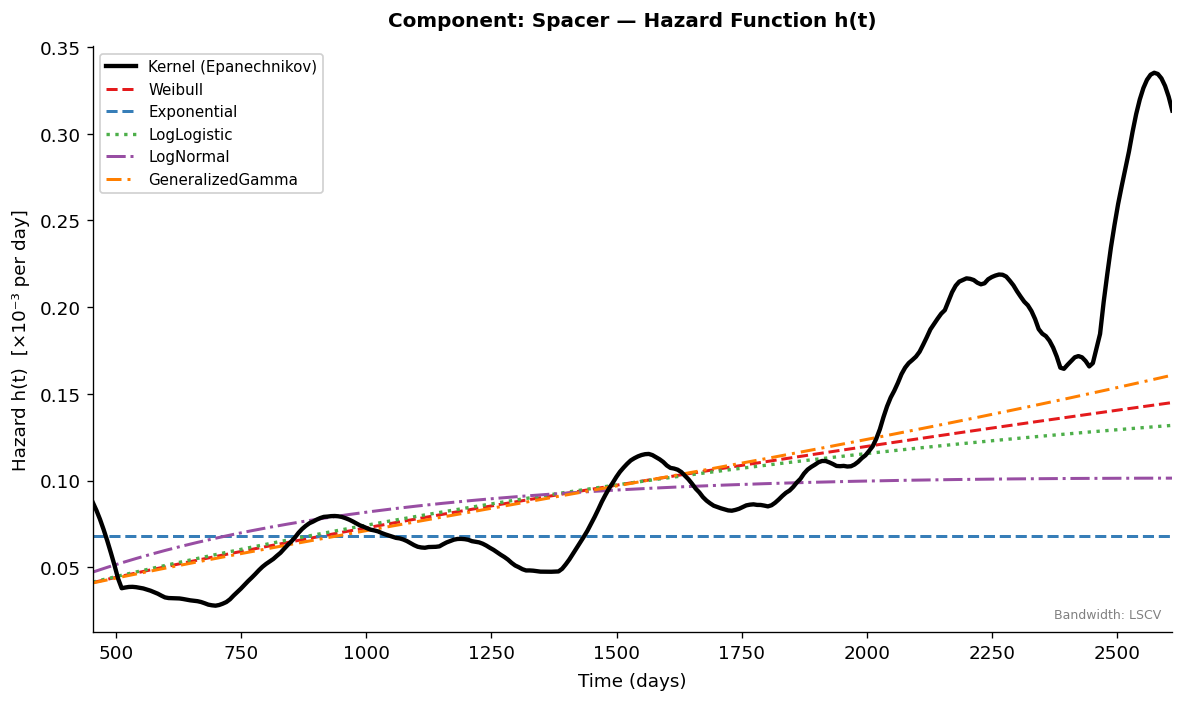 Component: Spacer — Hazard Function h(t)
Kernel (Epanechnikov)
Weibull
Exponential
LogLogistic
LogNormal
GeneralizedGamma
Hazard h(t) [×10⁻³ per day]
0.35
0.30
0.25
0.20
0.15
0.10
0.05
Bandwidth: LSCV
500 750 1000 1250 1500 1750 2000 2250 2500
Time (days)